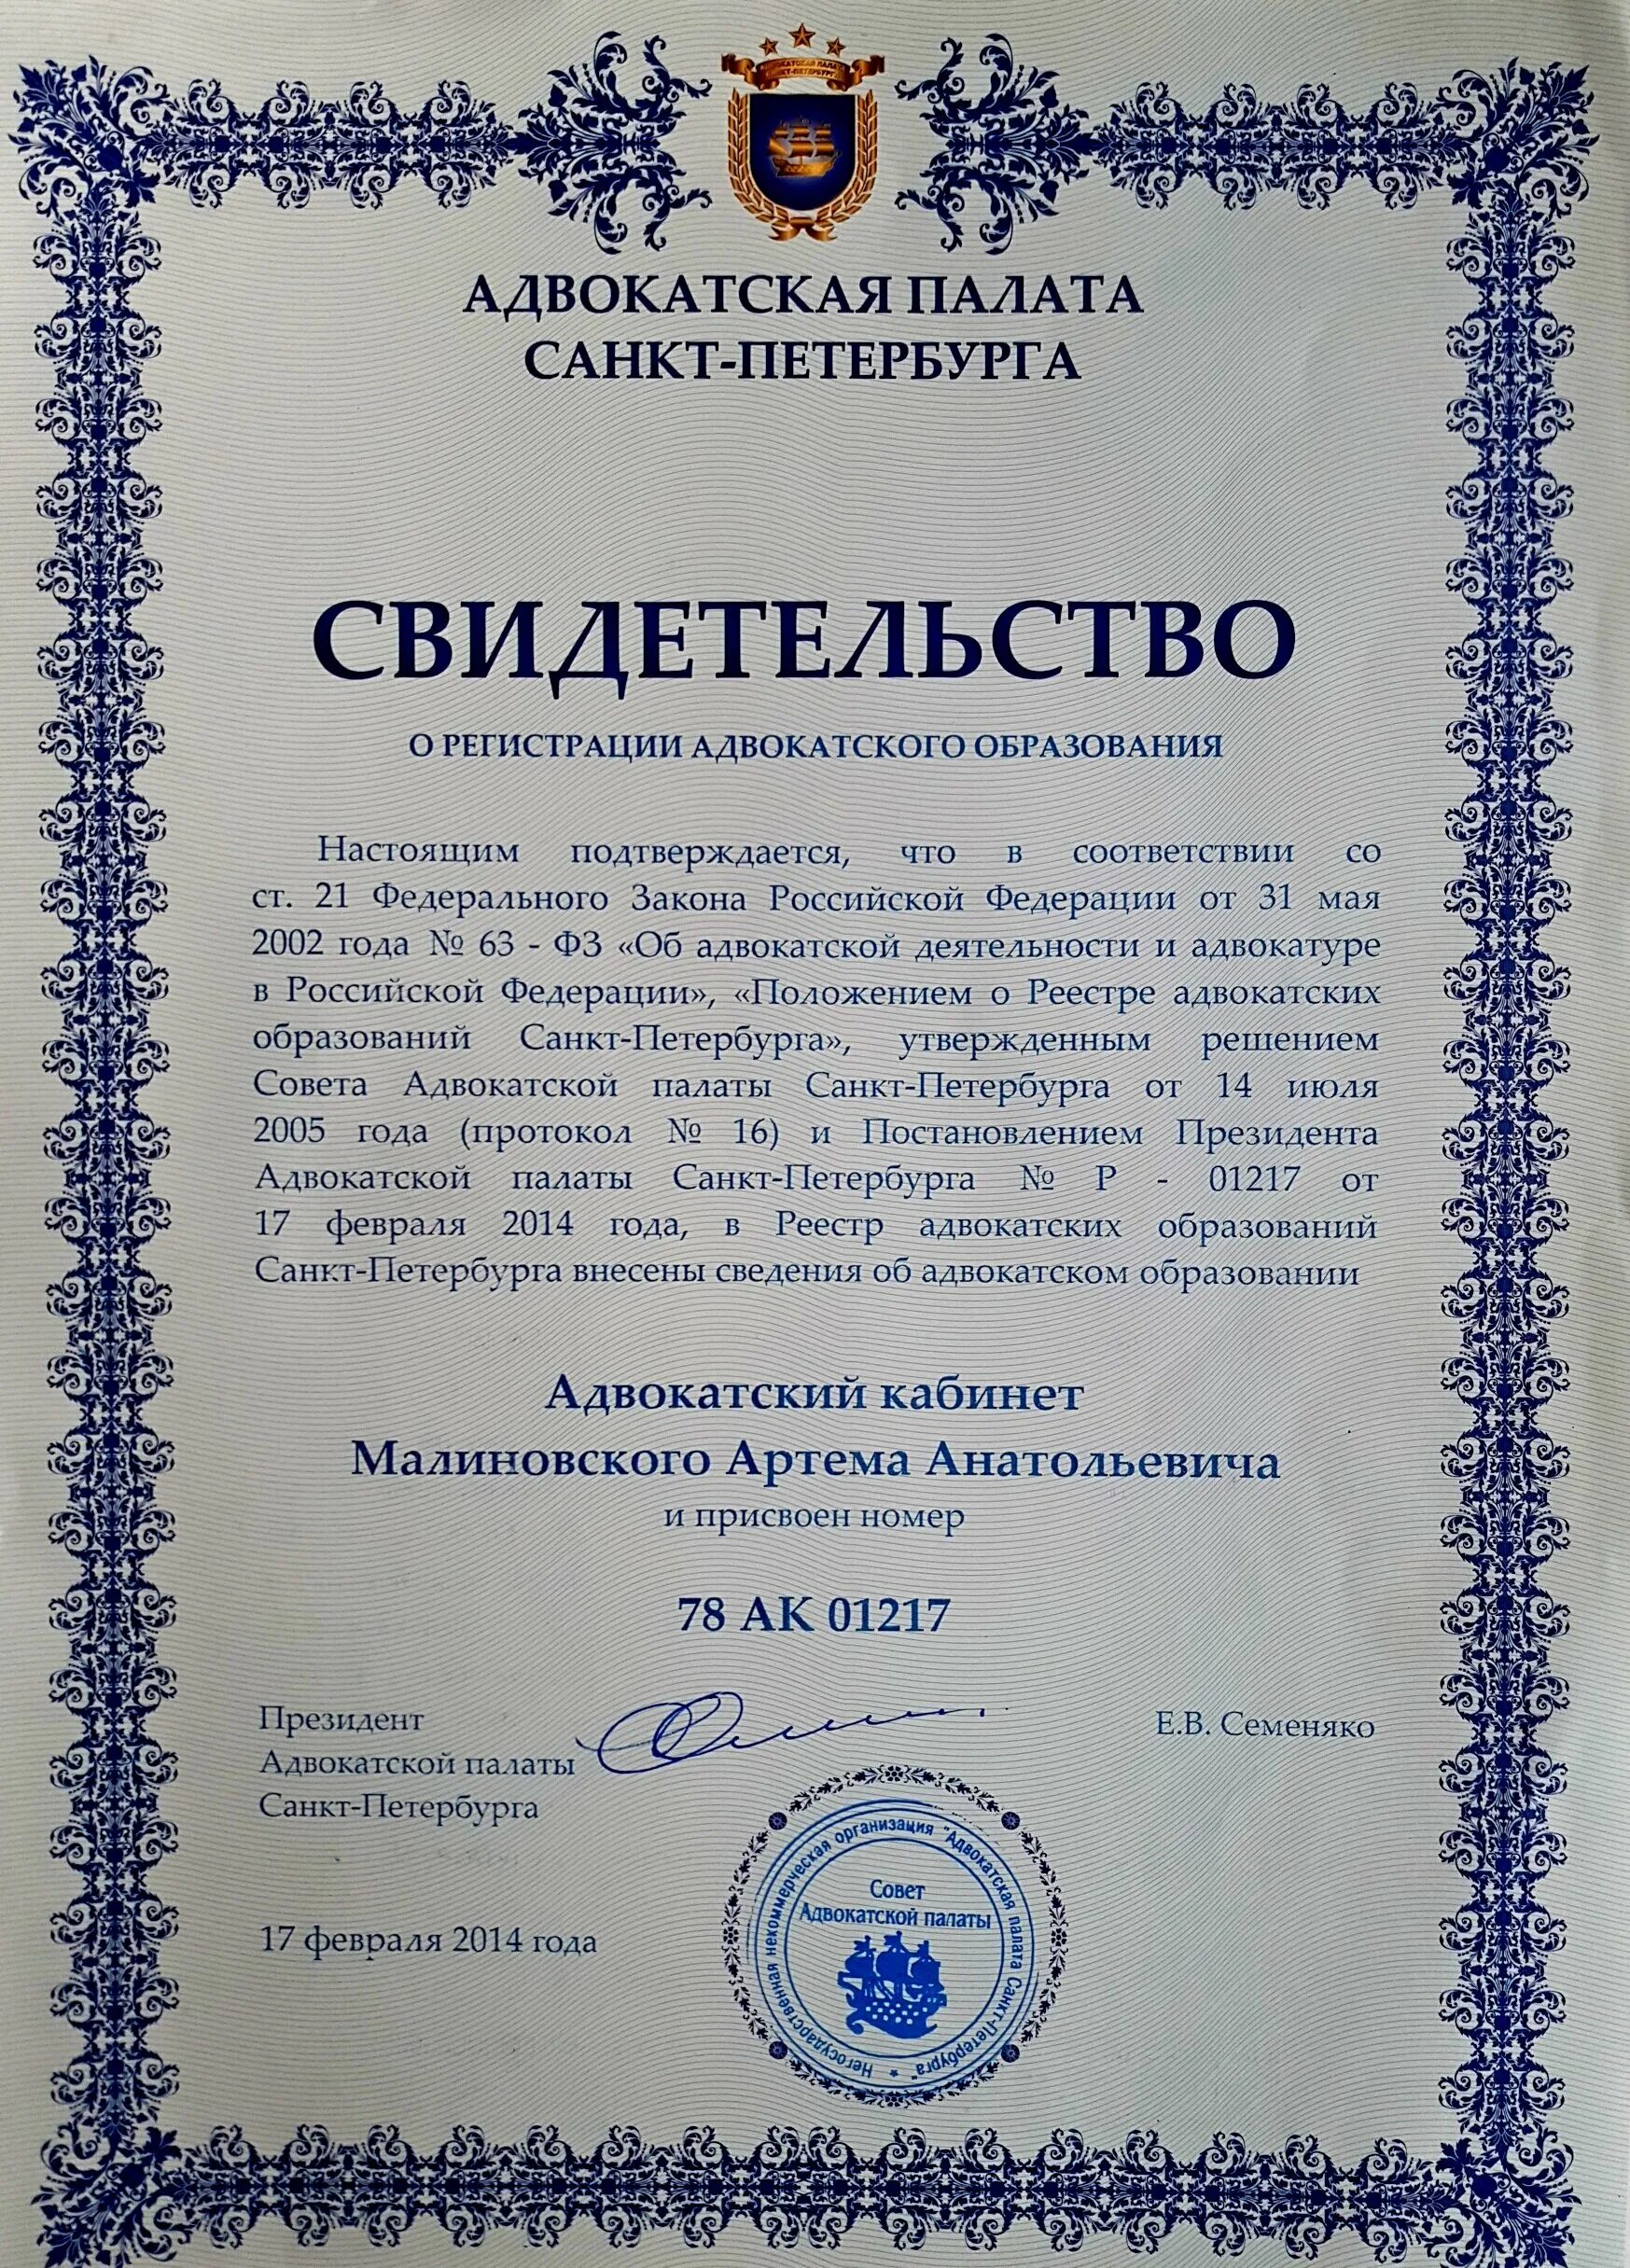 АДВОКАТСКАЯ ПАЛАТА
САНКТ-ПЕТЕРБУРГА
АДВОКАТСКАЯ ПАЛАТА
САНКТ-ПЕТЕРБУРГА
СВИДЕТЕЛЬСТВО
О РЕГИСТРАЦИИ АДВОКАТСКОГО ОБРАЗОВАНИЯ
Настоящим подтверждается, что в соответствии со
ст. 21 Федерального Закона Российской Федерации от 31 мая
2002 года № 63 - ФЗ «Об адвокатской деятельности и адвокатуре
в Российской Федерации», «Положением о Реестре адвокатских
образований Санкт-Петербурга», утвержденным решением
Совета Адвокатской палаты Санкт-Петербурга от 14 июля
2005 года (протокол № 16) и Постановлением Президента
Адвокатской палаты Санкт-Петербурга № Р - 01217 от
17 февраля 2014 года, в Реестр адвокатских образований
Санкт-Петербурга внесены сведения об адвокатском образовании
Адвокатский кабинет
Малиновского Артема Анатольевича
и присвоен номер
78 АК 01217
Президент
Адвокатской палаты
Санкт-Петербурга
Е.В. Семеняко
17 февраля 2014 года
Негосударственная некоммерческая организация "Адвокатская палата Санкт-Петербурга" *
Совет
Адвокатской палаты